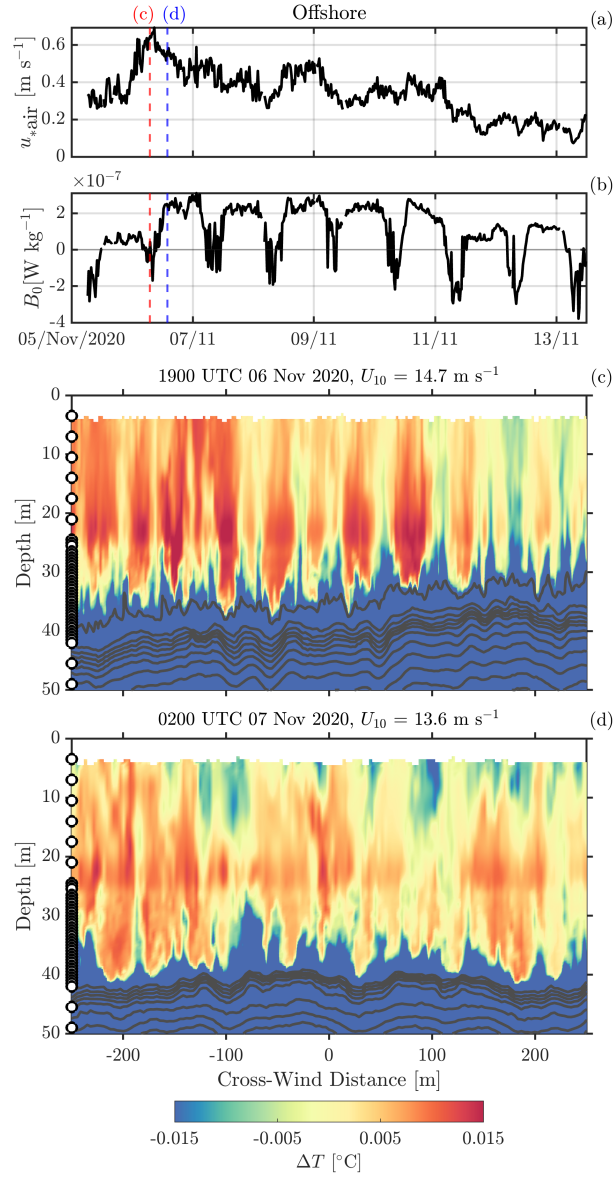 Offshore
(c) (d)
(a)
0.6
0.4
0.2
0
u*air [m s−1]
(b)
×10−7
2
0
-2
-4
B0[W kg−1]
05/Nov/2020 07/11 09/11 11/11 13/11
1900 UTC 06 Nov 2020, U10 = 14.7 m s−1
(c)
0
10
20
30
40
50
Depth [m]
0200 UTC 07 Nov 2020, U10 = 13.6 m s−1
(d)
0
10
20
30
40
50
Depth [m]
-200 -100 0 100 200
Cross-Wind Distance [m]
-0.015 -0.005 0.005 0.015
ΔT [°C]